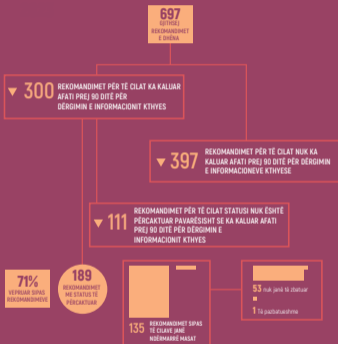 697
GJITHSEJ
REKOMANDIMET
E DHËNA
300 REKOMANDIMET PËR TË CILAT KA KALUAR
AFATI PREJ 90 DITË PËR
DËRGIMIN E INFORMACIONIT KTHYES
397 REKOMANDIMET PËR TË CILAT NUK KA
KALUAR AFATI PREJ 90 DITË PËR DËRGIMIN
E INFORMACIONEVE KTHYESE
111 REKOMANDIMET PËR TË CILAT STATUSI NUK ËSHTË
PËRCAKTUAR PAVARËSISHT SE KA KALUAR AFATI
PREJ 90 DITË PËR DËRGIMIN E
INFORMACIONIT KTHYES
71%
VEPRUAR SIPAS
REKOMANDIMEVE
189
REKOMANDIMET
ME STATUS TË
PËRCAKTUAR
135 REKOMANDIMET SIPAS
TË CILAVE JANË
NDËRMARRË MASAT
53 nuk janë të zbatuar
1 Të pazbatueshme